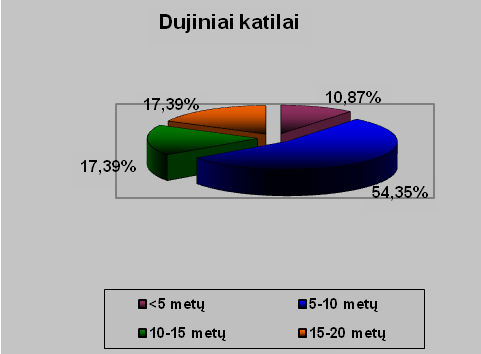 Dujiniai katilai
17,39% 10,87%
17,39%
54,35%
<5 metų 5-10 metų
10-15 metų 15-20 metų